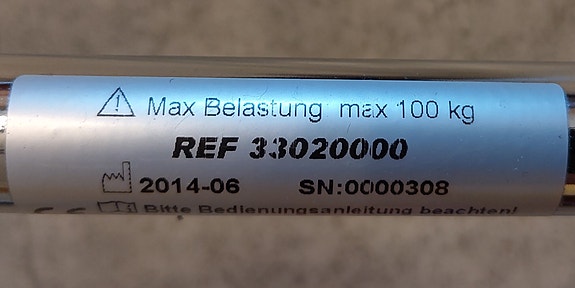 Max Belastung max 100 kg
REF 33020000
2014-06 SN:0000308
Bitte Bedienungsanleitung beachten!